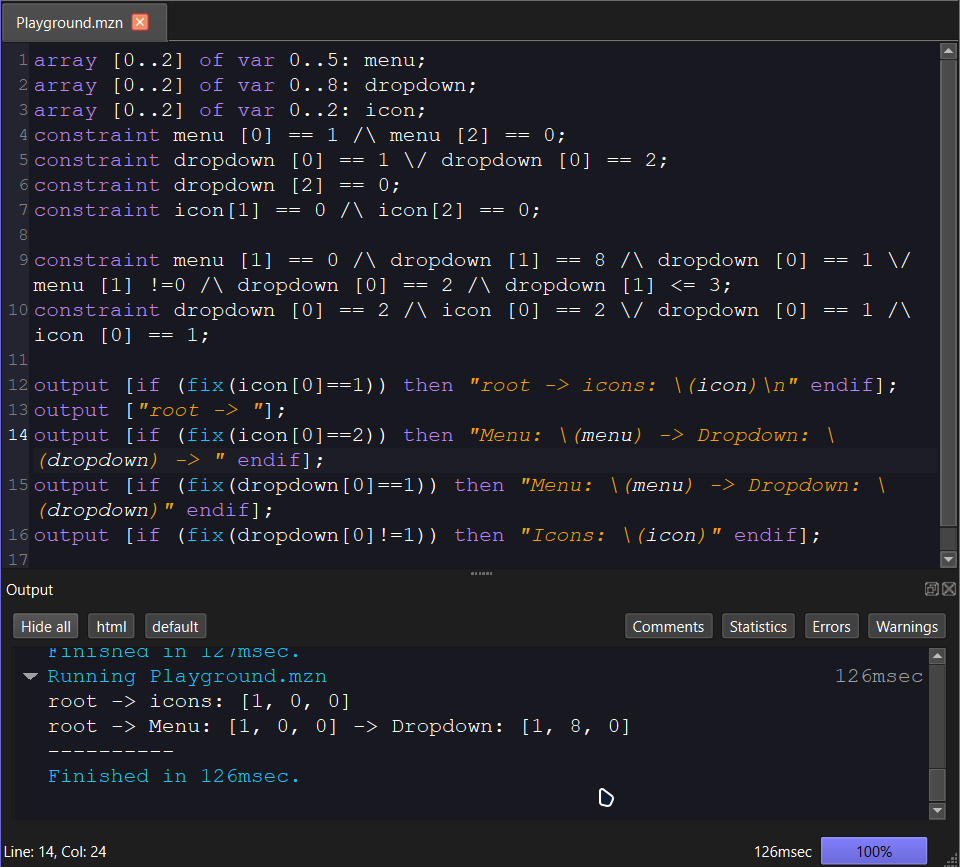 Playground.mzn
1 array [0..2] of var 0..5: menu;
2 array [0..2] of var 0..8: dropdown;
3 array [0..2] of var 0..2: icon;
4 constraint menu [0] == 1 /\ menu [2] == 0;
5 constraint dropdown [0] == 1 \/ dropdown [0] == 2;
6 constraint dropdown [2] == 0;
7 constraint icon[1] == 0 /\ icon[2] == 0;
8
9 constraint menu [1] == 0 /\ dropdown [1] == 8 /\ dropdown [0] == 1 \/
menu [1] !=0 /\ dropdown [0] == 2 /\ dropdown [1] <= 3;
10 constraint dropdown [0] == 2 /\ icon [0] == 2 \/ dropdown [0] == 1 /\
icon [0] == 1;
11
12 output [if (fix(icon[0]==1)) then "root -> icons: \(icon)\n" endif];
13 output ["root -> "];
14 output [if (fix(icon[0]==2)) then "Menu: \(menu) -> Dropdown: \
(dropdown) -> " endif];
15 output [if (fix(dropdown[0]==1)) then "Menu: \(menu) -> Dropdown: \
(dropdown)" endif];
16 output [if (fix(dropdown[0]!=1)) then "Icons: \(icon)" endif];
17
Output
Hide all html default Comments Statistics Errors Warnings
Finished in 127msec.
Running Playground.mzn 126msec
root -> icons: [1, 0, 0]
root -> Menu: [1, 0, 0] -> Dropdown: [1, 8, 0]
----------
Finished in 126msec.
Line: 14, Col: 24 126msec 100%